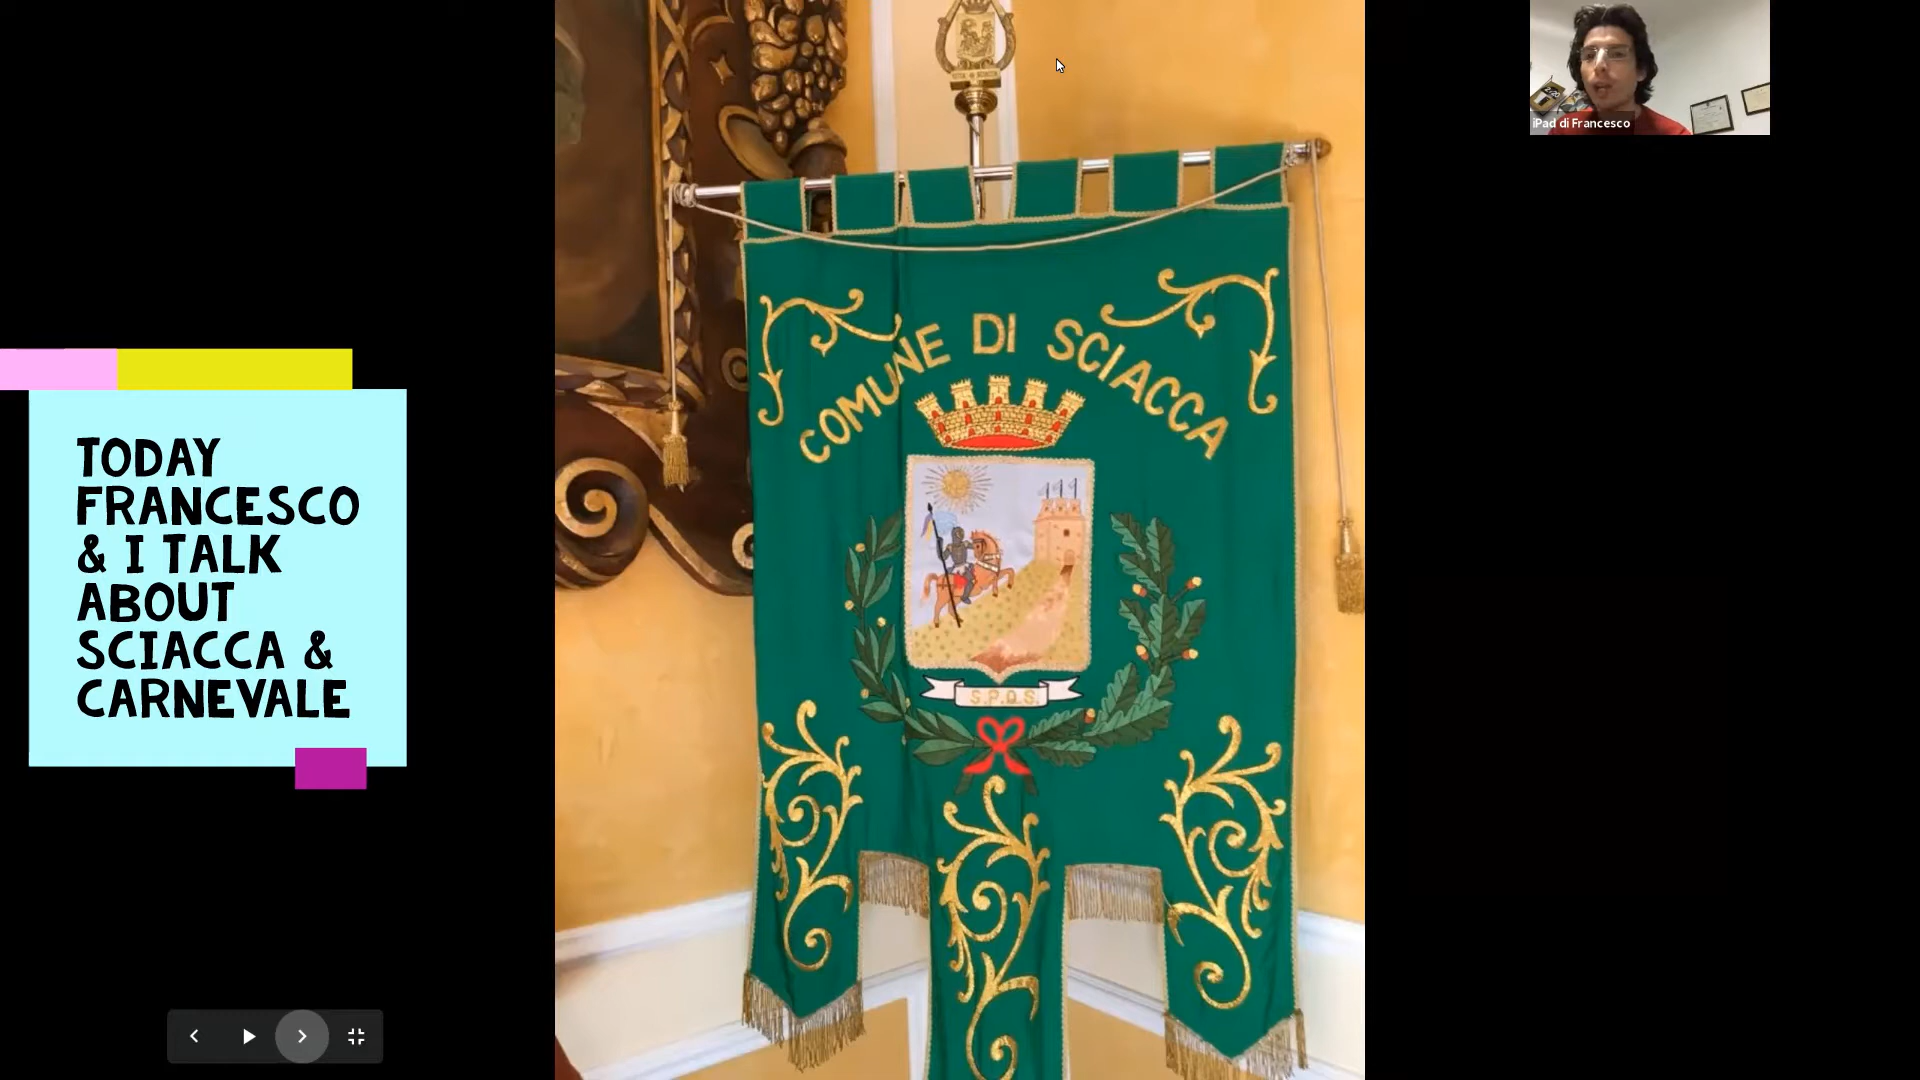 TODAY
FRANCESCO
& I TALK
ABOUT
SCIACCA &
CARNEVALE
COMUNE DI SCIACCA
S.P.Q.S.
iPad di Francesco